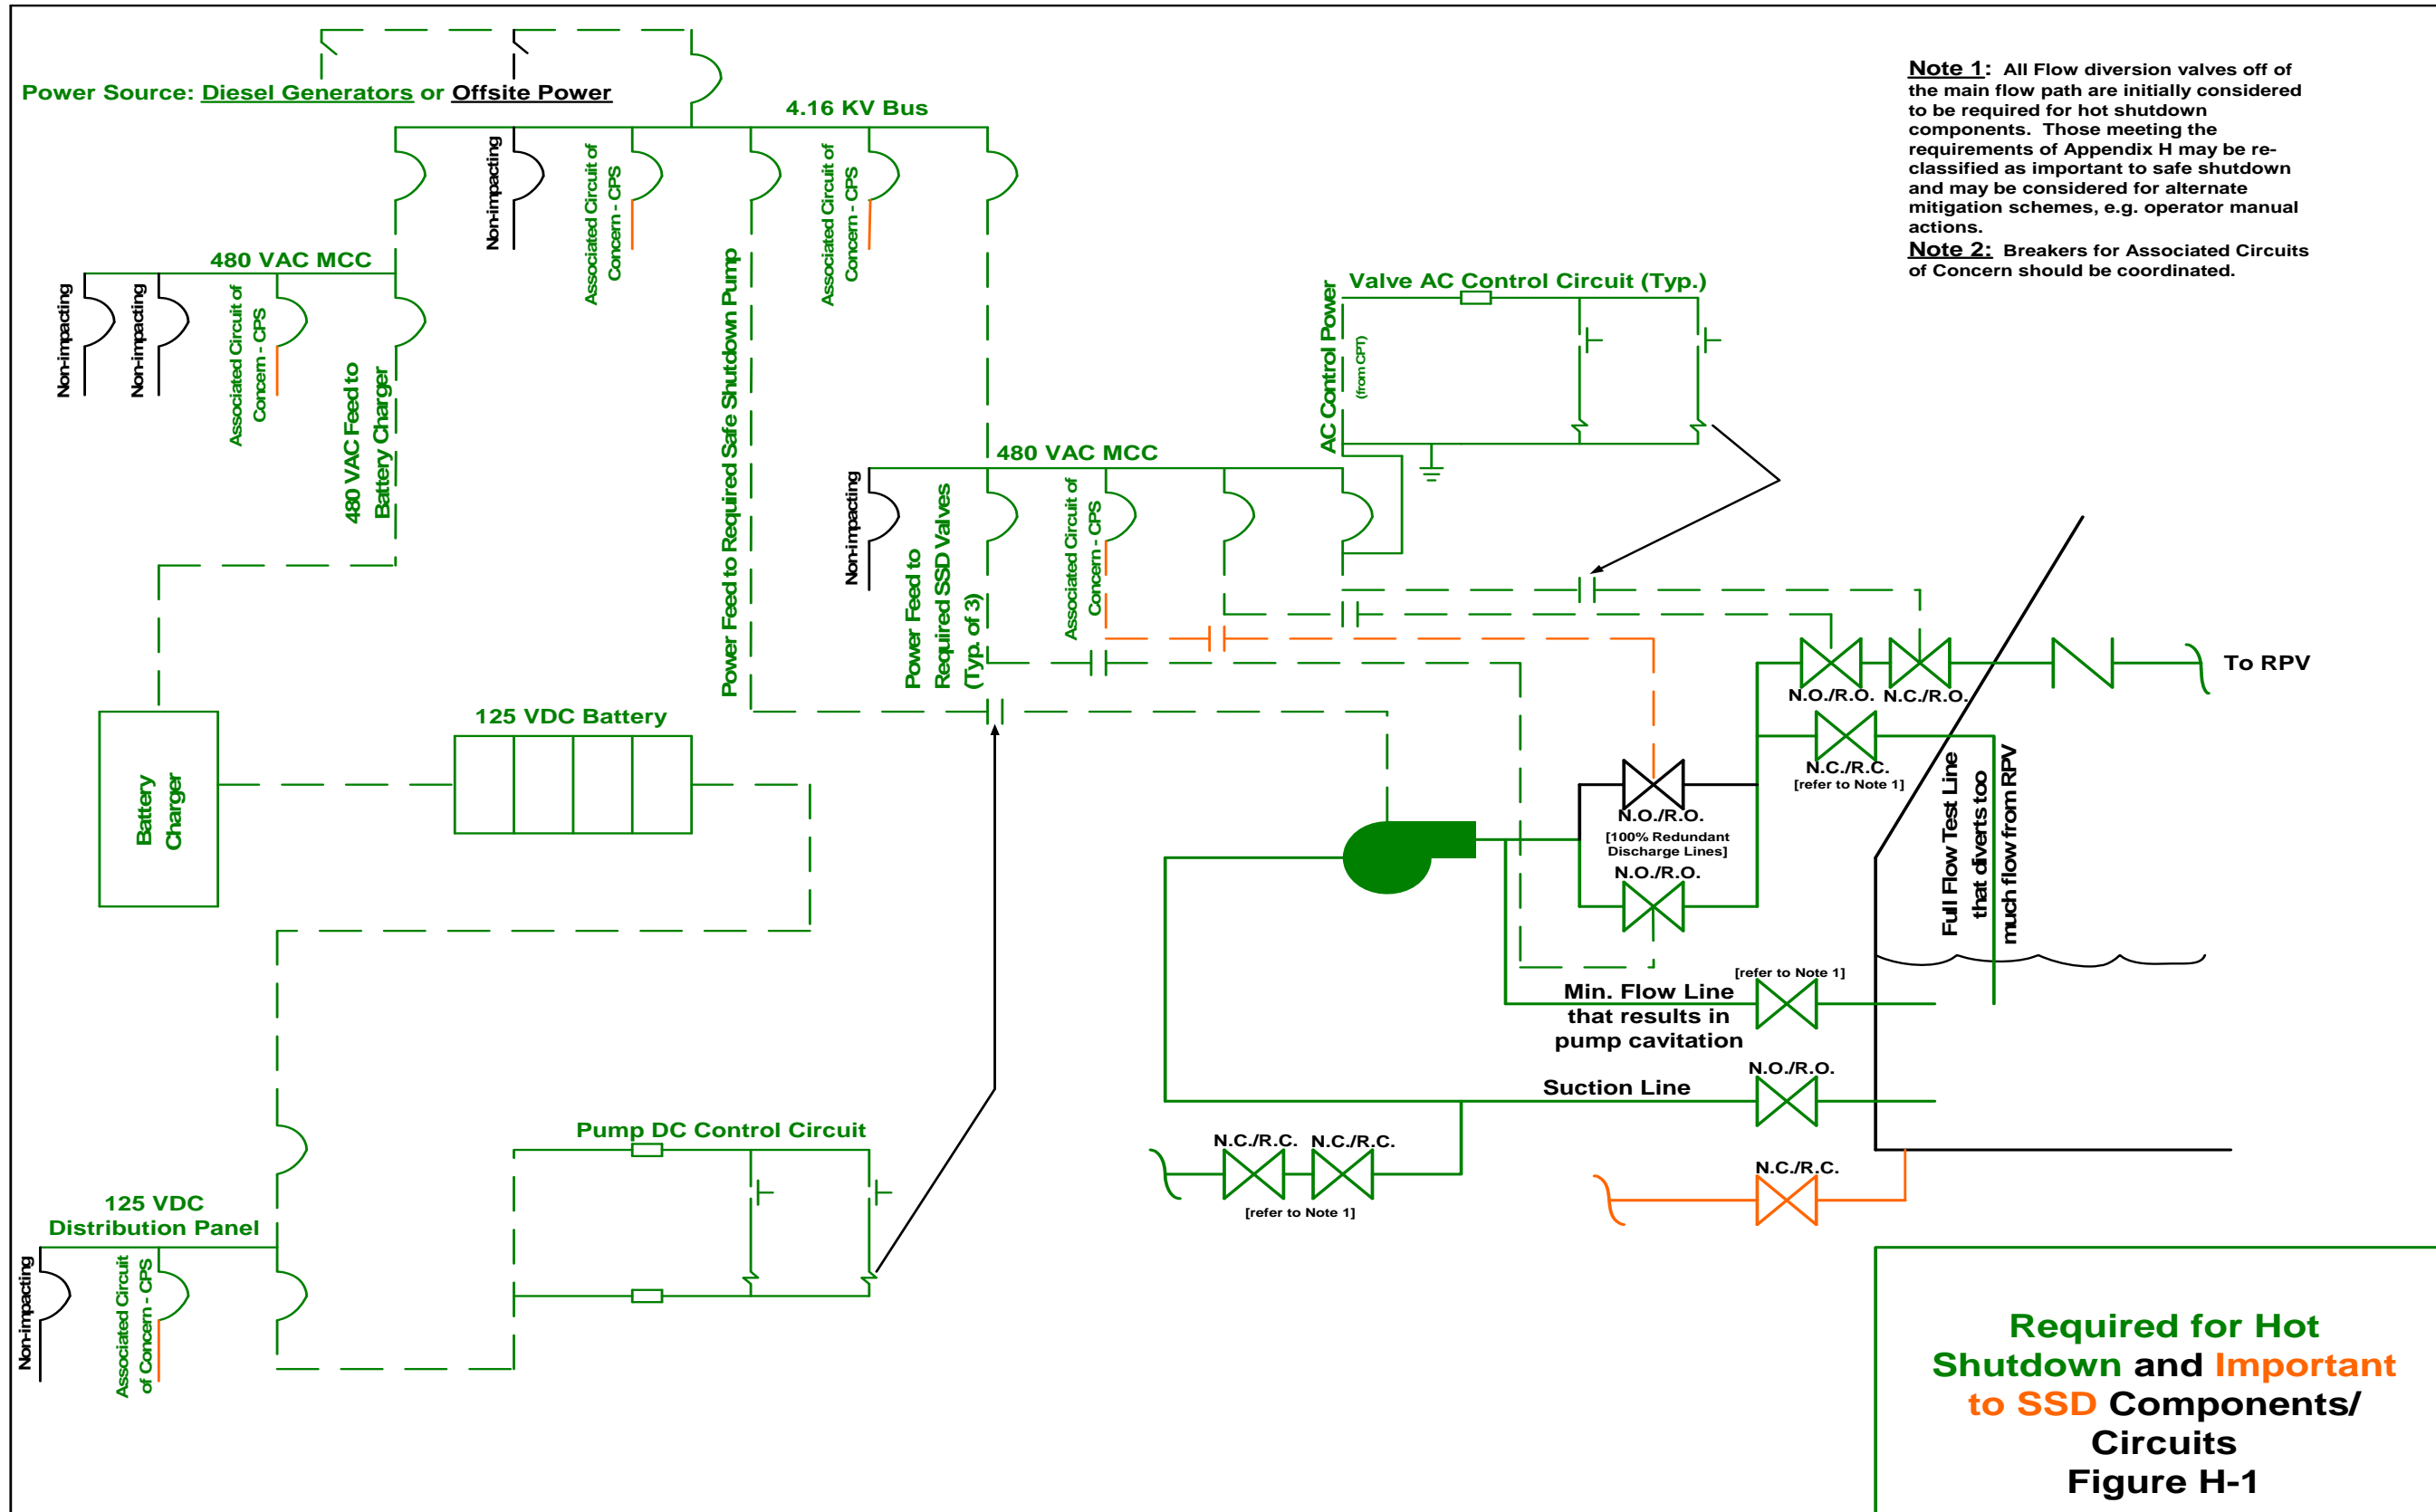 Power Source: Diesel Generators or Offsite Power
4.16 KV Bus
Note 1: All Flow diversion valves off of
the main flow path are initially considered
to be required for hot shutdown
components. Those meeting the
requirements of Appendix H may be re-
classified as important to safe shutdown
and may be considered for alternate
mitigation schemes, e.g. operator manual
actions.
Note 2: Breakers for Associated Circuits
of Concern should be coordinated.
Non-impacting
Associated Circuit of
Concern - CPS
Associated Circuit of
Concern - CPS
480 VAC MCC
Non-impacting
Non-impacting
Associated Circuit of
Concern - CPS
480 VAC Feed to
Battery Charger
Power Feed to Required Safe Shutdown Pump
Valve AC Control Circuit (Typ.)
AC Control Power
(from CPT)
480 VAC MCC
Non-impacting
Power Feed to
Required SSD Valves
(Typ. of 3)
Associated Circuit of
Concern - CPS
To RPV
N.O./R.O.
N.C./R.O.
N.C./R.C.
[refer to Note 1]
N.O./R.O.
[100% Redundant
Discharge Lines]
N.O./R.O.
Full Flow Test Line
that diverts too
much flow from RPV
125 VDC Battery
Battery
Charger
[refer to Note 1]
Min. Flow Line
that results in
pump cavitation
N.O./R.O.
Suction Line
N.C./R.C.
N.C./R.C.
[refer to Note 1]
N.C./R.C.
Pump DC Control Circuit
125 VDC
Distribution Panel
Non-impacting
Associated Circuit
of Concern - CPS
Required for Hot
Shutdown and Important
to SSD Components/
Circuits
Figure H-1